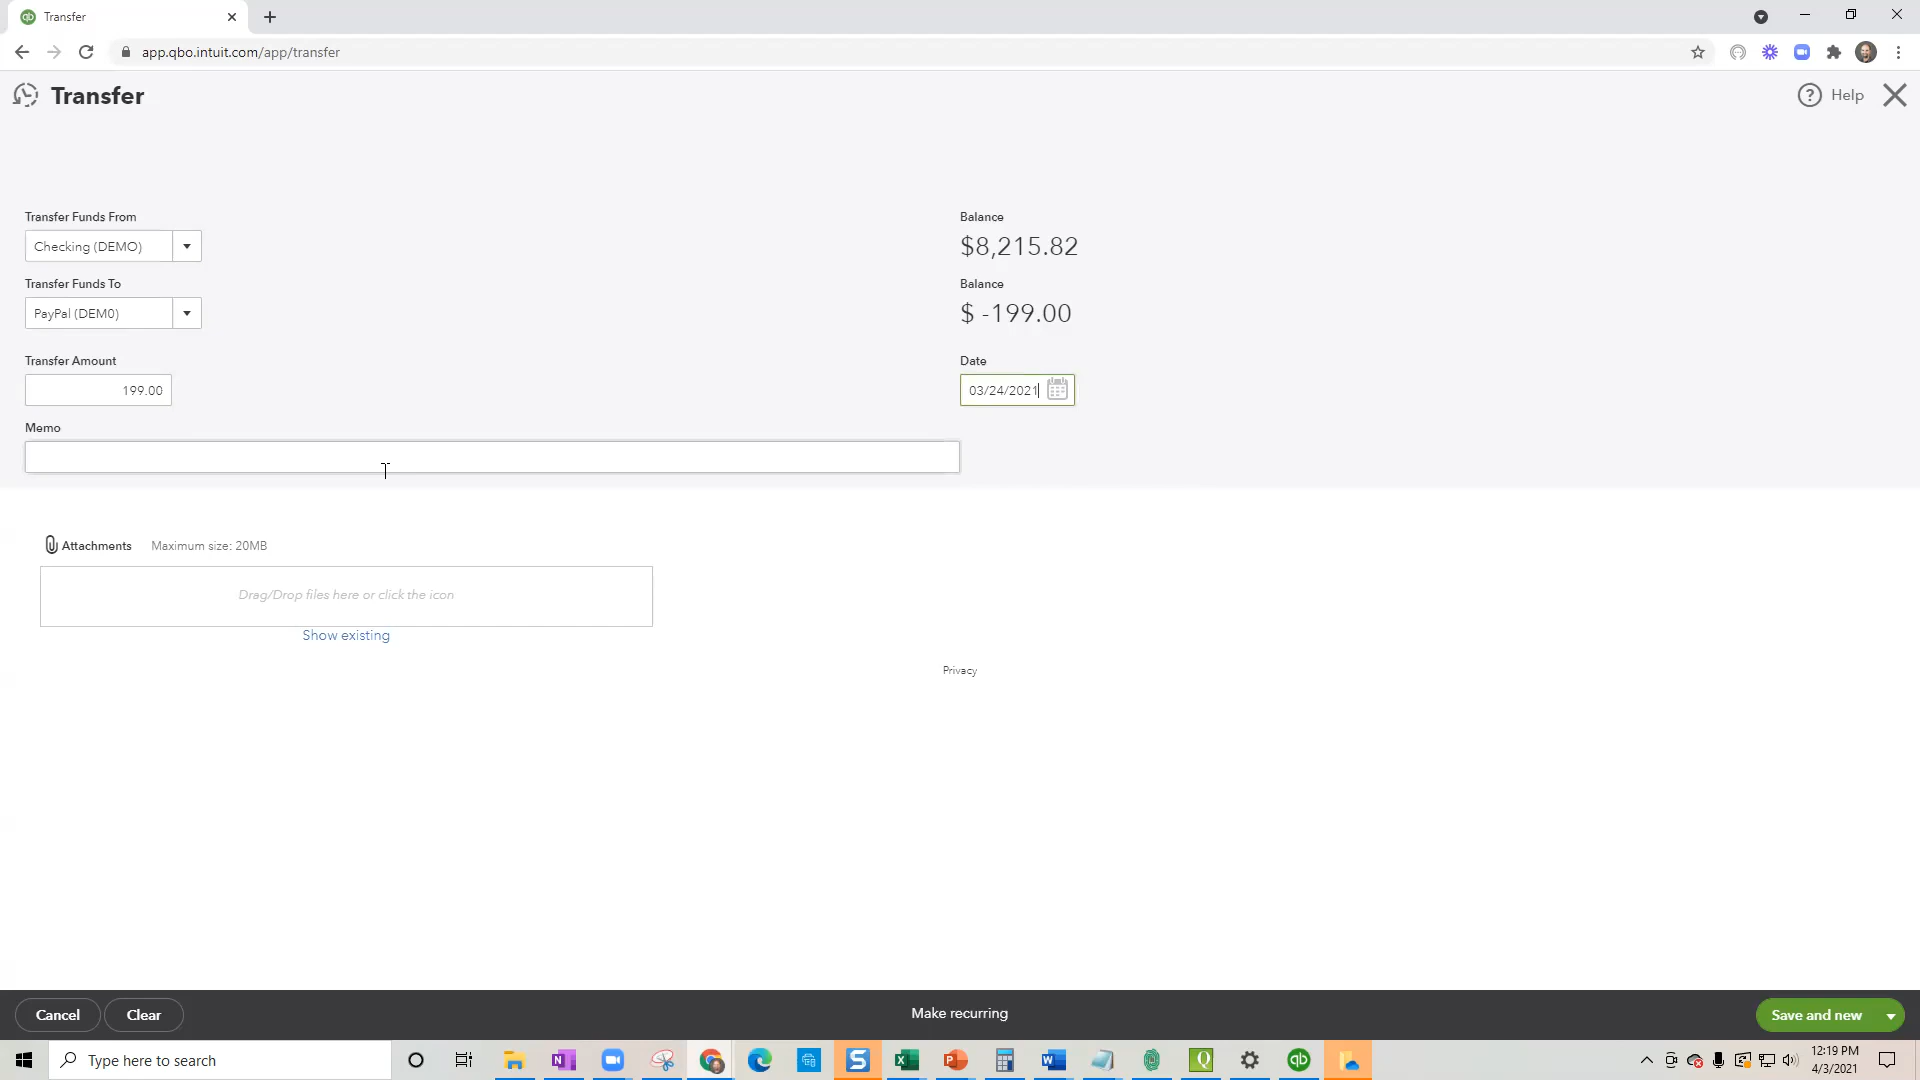 Transfer
app.qbo.intuit.com/app/transfer
Transfer
Help
Transfer Funds From
Balance
Checking (DEMO)
$8,215.82
Transfer Funds To
Balance
PayPal (DEM0)
$ -199.00
Transfer Amount
Date
199.00
03/24/2021
Memo
Attachments Maximum size: 20MB
Drag/Drop files here or click the icon
Show existing
Privacy
Cancel
Clear
Make recurring
Save and new
Type here to search
12:19 PM
4/3/2021